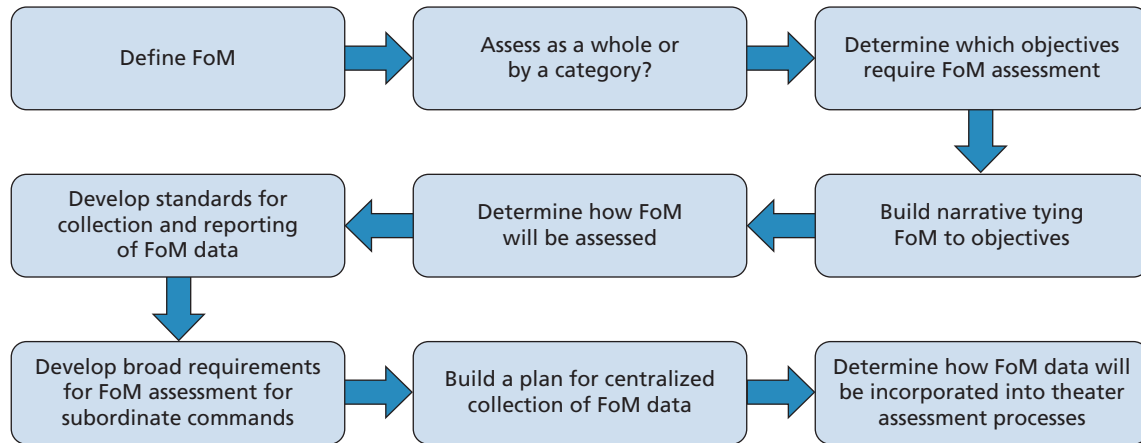 Define FoM
Assess as a whole or
by a category?
Determine which objectives
require FoM assessment
Build narrative tying
FoM to objectives
Determine how FoM
will be assessed
Develop standards for
collection and reporting
of FoM data
Develop broad requirements
for FoM assessment for
subordinate commands
Build a plan for centralized
collection of FoM data
Determine how FoM data will
be incorporated into theater
assessment processes